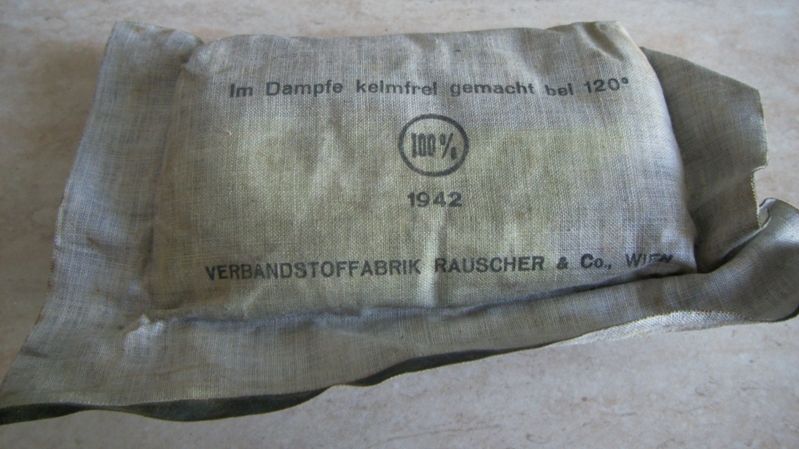 Im Dampfe keimfrei gemacht bei 120°
100%
1942
VERBANDSTOFFABRIK RAUSCHER & Co., WIEN